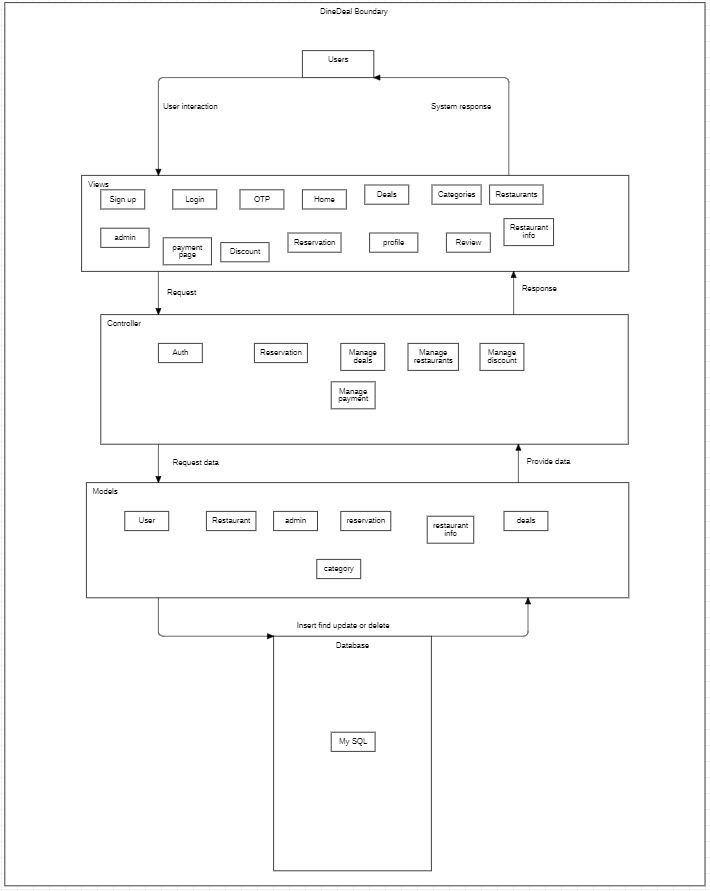 DineDeal Boundary
Users
User interaction
System response
Views
Sign up
Login
OTP
Home
Deals
Categories
Restaurants
admin
payment
page
Discount
Reservation
profile
Review
Restaurant
info
Request
Response
Controller
Auth
Reservation
Manage
deals
Manage
restaurants
Manage
discount
Manage
payment
Request data
Provide data
Models
User
Restaurant
admin
reservation
restaurant
info
deals
category
Insert find update or delete
Database
My SQL